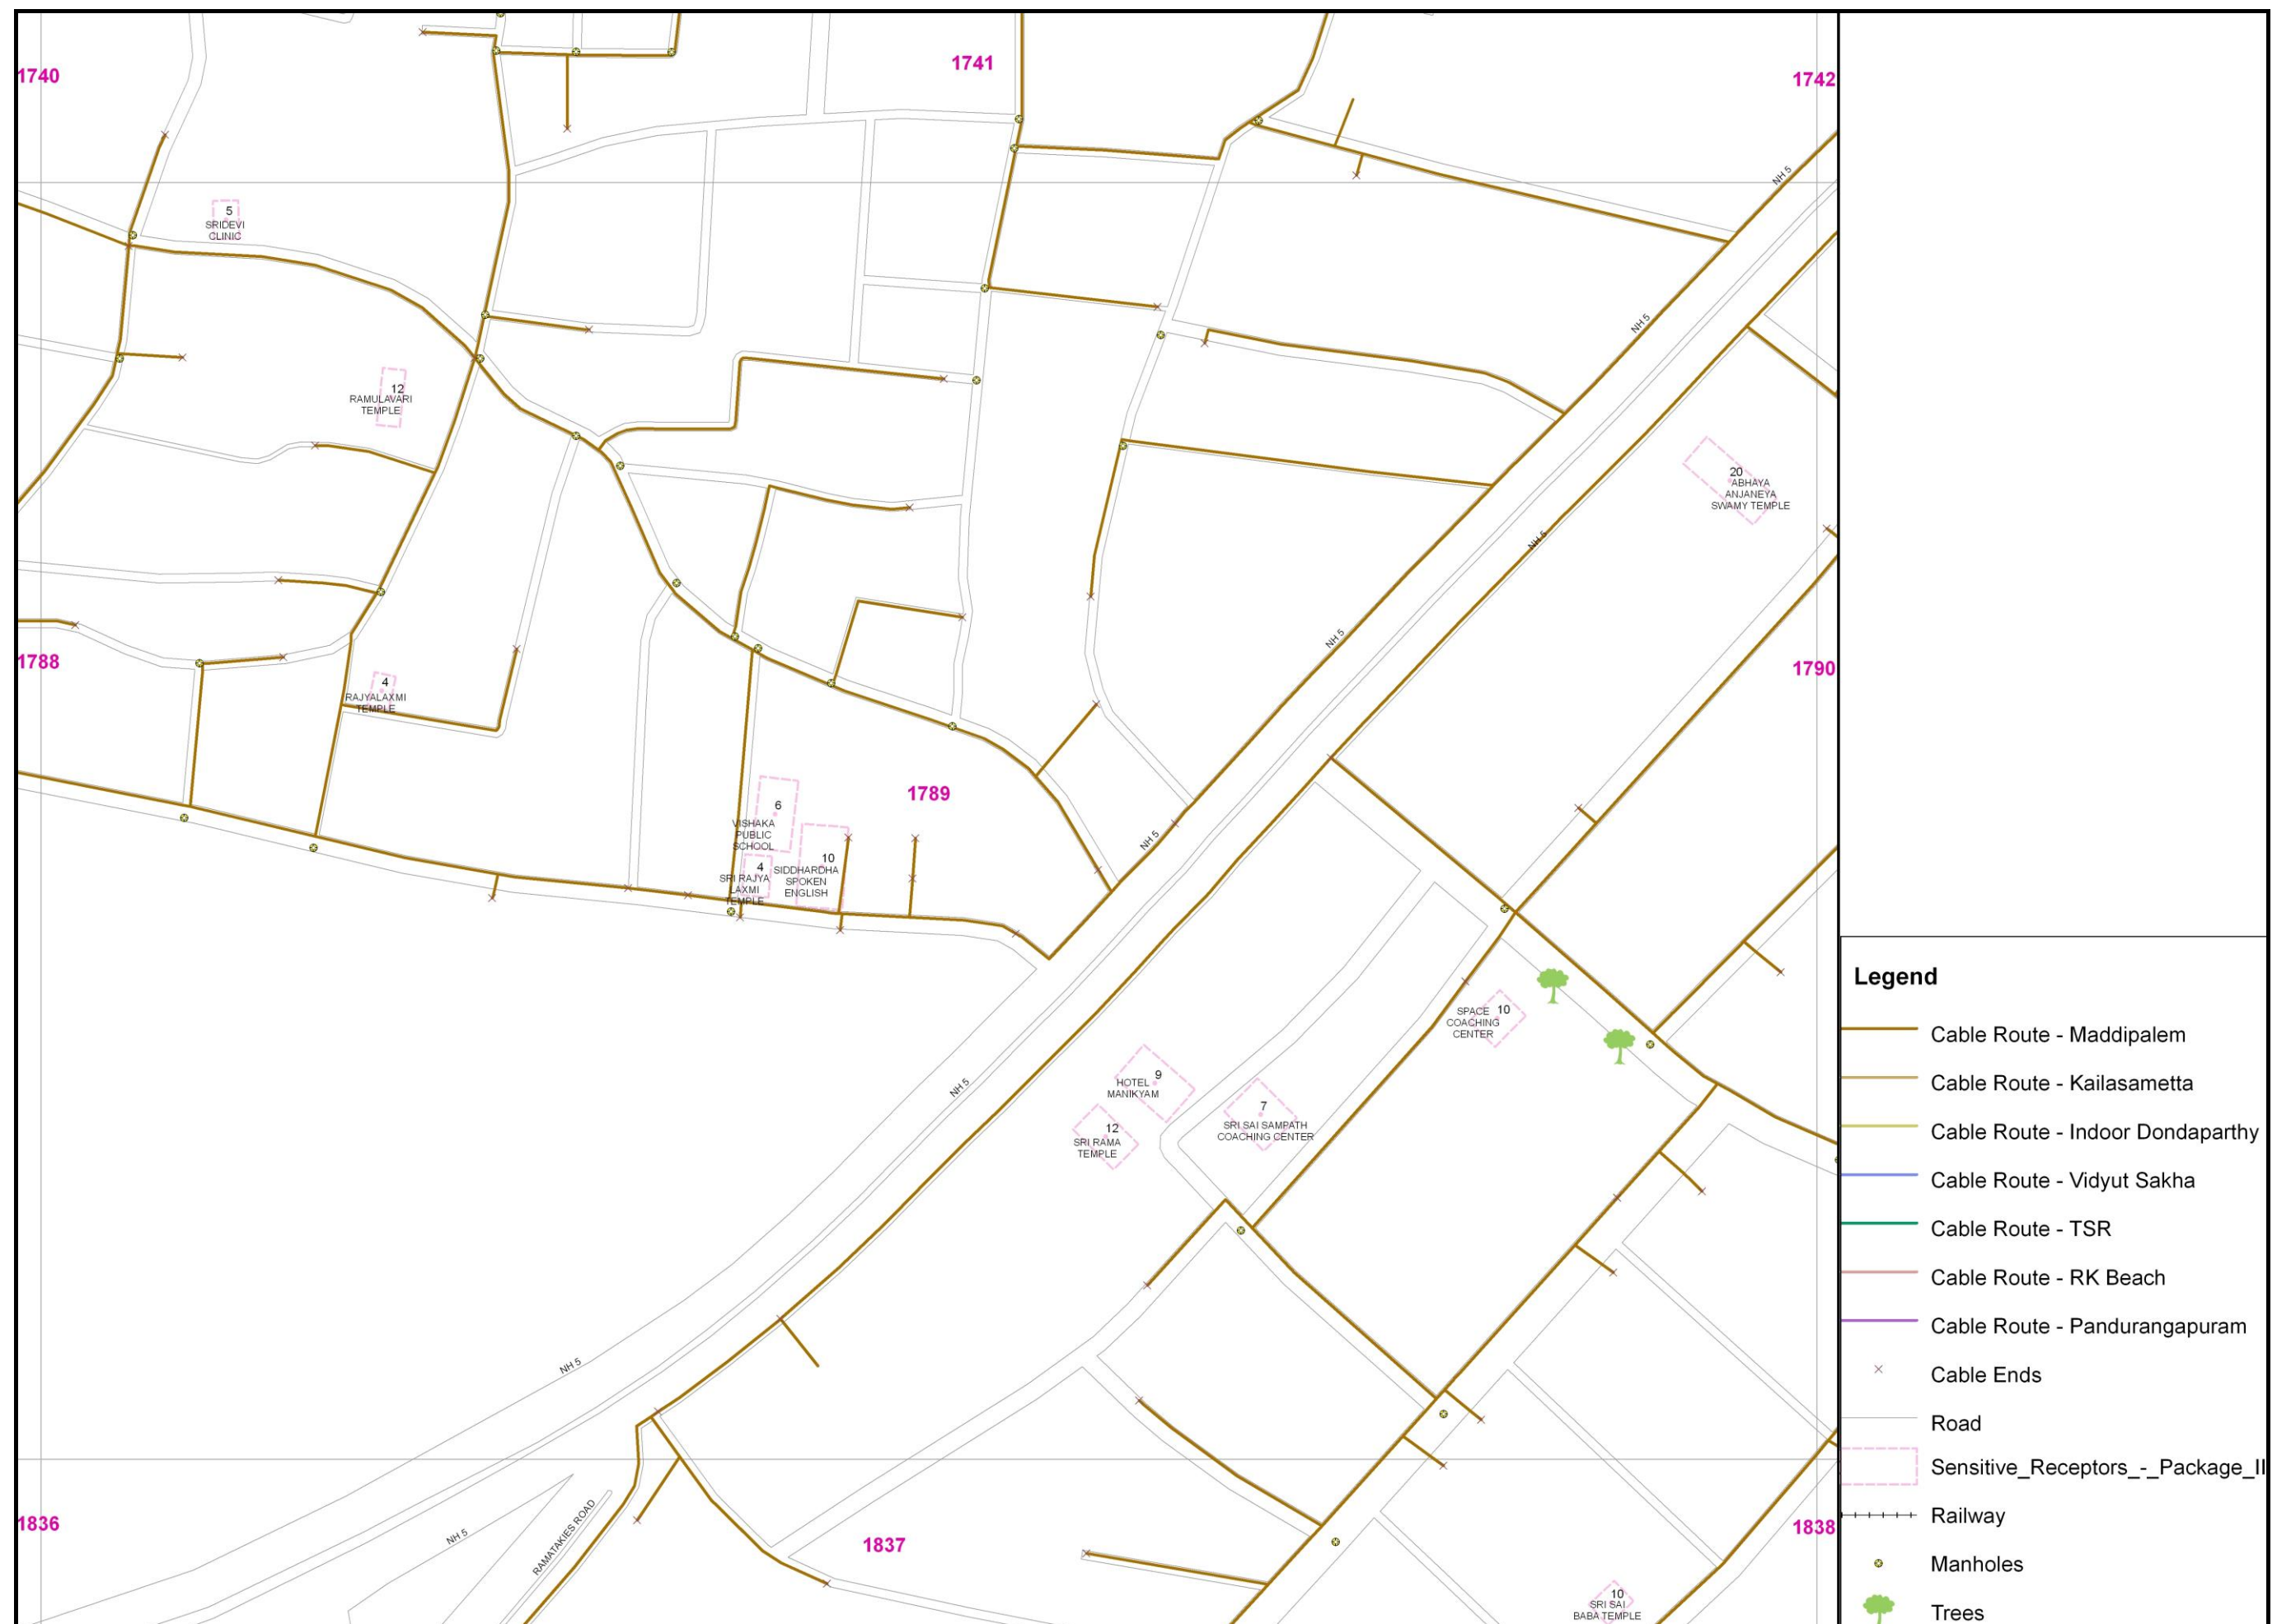 1740
1741
1742
NH 5
5
SRIDEVI
CLINIC
NH 5
12
RAMULAVARI
TEMPLE
20
ABHAYA
ANJANEYA
SWAMY TEMPLE
NH 5
NH 5
1788
1790
4
RAJYALAXMI
TEMPLE
1789
6
VISHAKA
PUBLIC
SCHOOL
NH 5
10
SIDDHARDHA
SPOKEN
ENGLISH
4
SRI RAJYA
LAXMI
TEMPLE
SPACE 10
COACHING
CENTER
9
HOTEL
MANIKYAM
NH 5
7
SRI SAI SAMPATH
COACHING CENTER
12
SRI RAMA
TEMPLE
NH 5
1836
NH 5
RAMATAKIES ROAD
1837
1838
10
SRI SAI
BABA TEMPLE
Legend
Cable Route - Maddipalem
Cable Route - Kailasametta
Cable Route - Indoor Dondaparthy
Cable Route - Vidyut Sakha
Cable Route - TSR
Cable Route - RK Beach
Cable Route - Pandurangapuram
Cable Ends
Road
Sensitive_Receptors_-_Package_II
Railway
Manholes
Trees